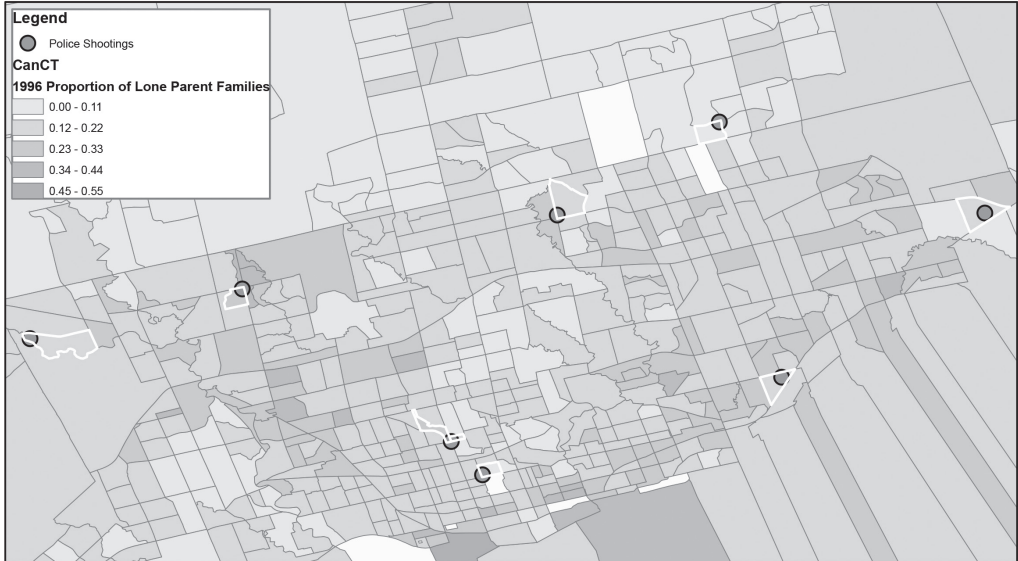 Legend
Police Shootings
CanCT
1996 Proportion of Lone Parent Families
0.00 - 0.11
0.12 - 0.22
0.23 - 0.33
0.34 - 0.44
0.45 - 0.55